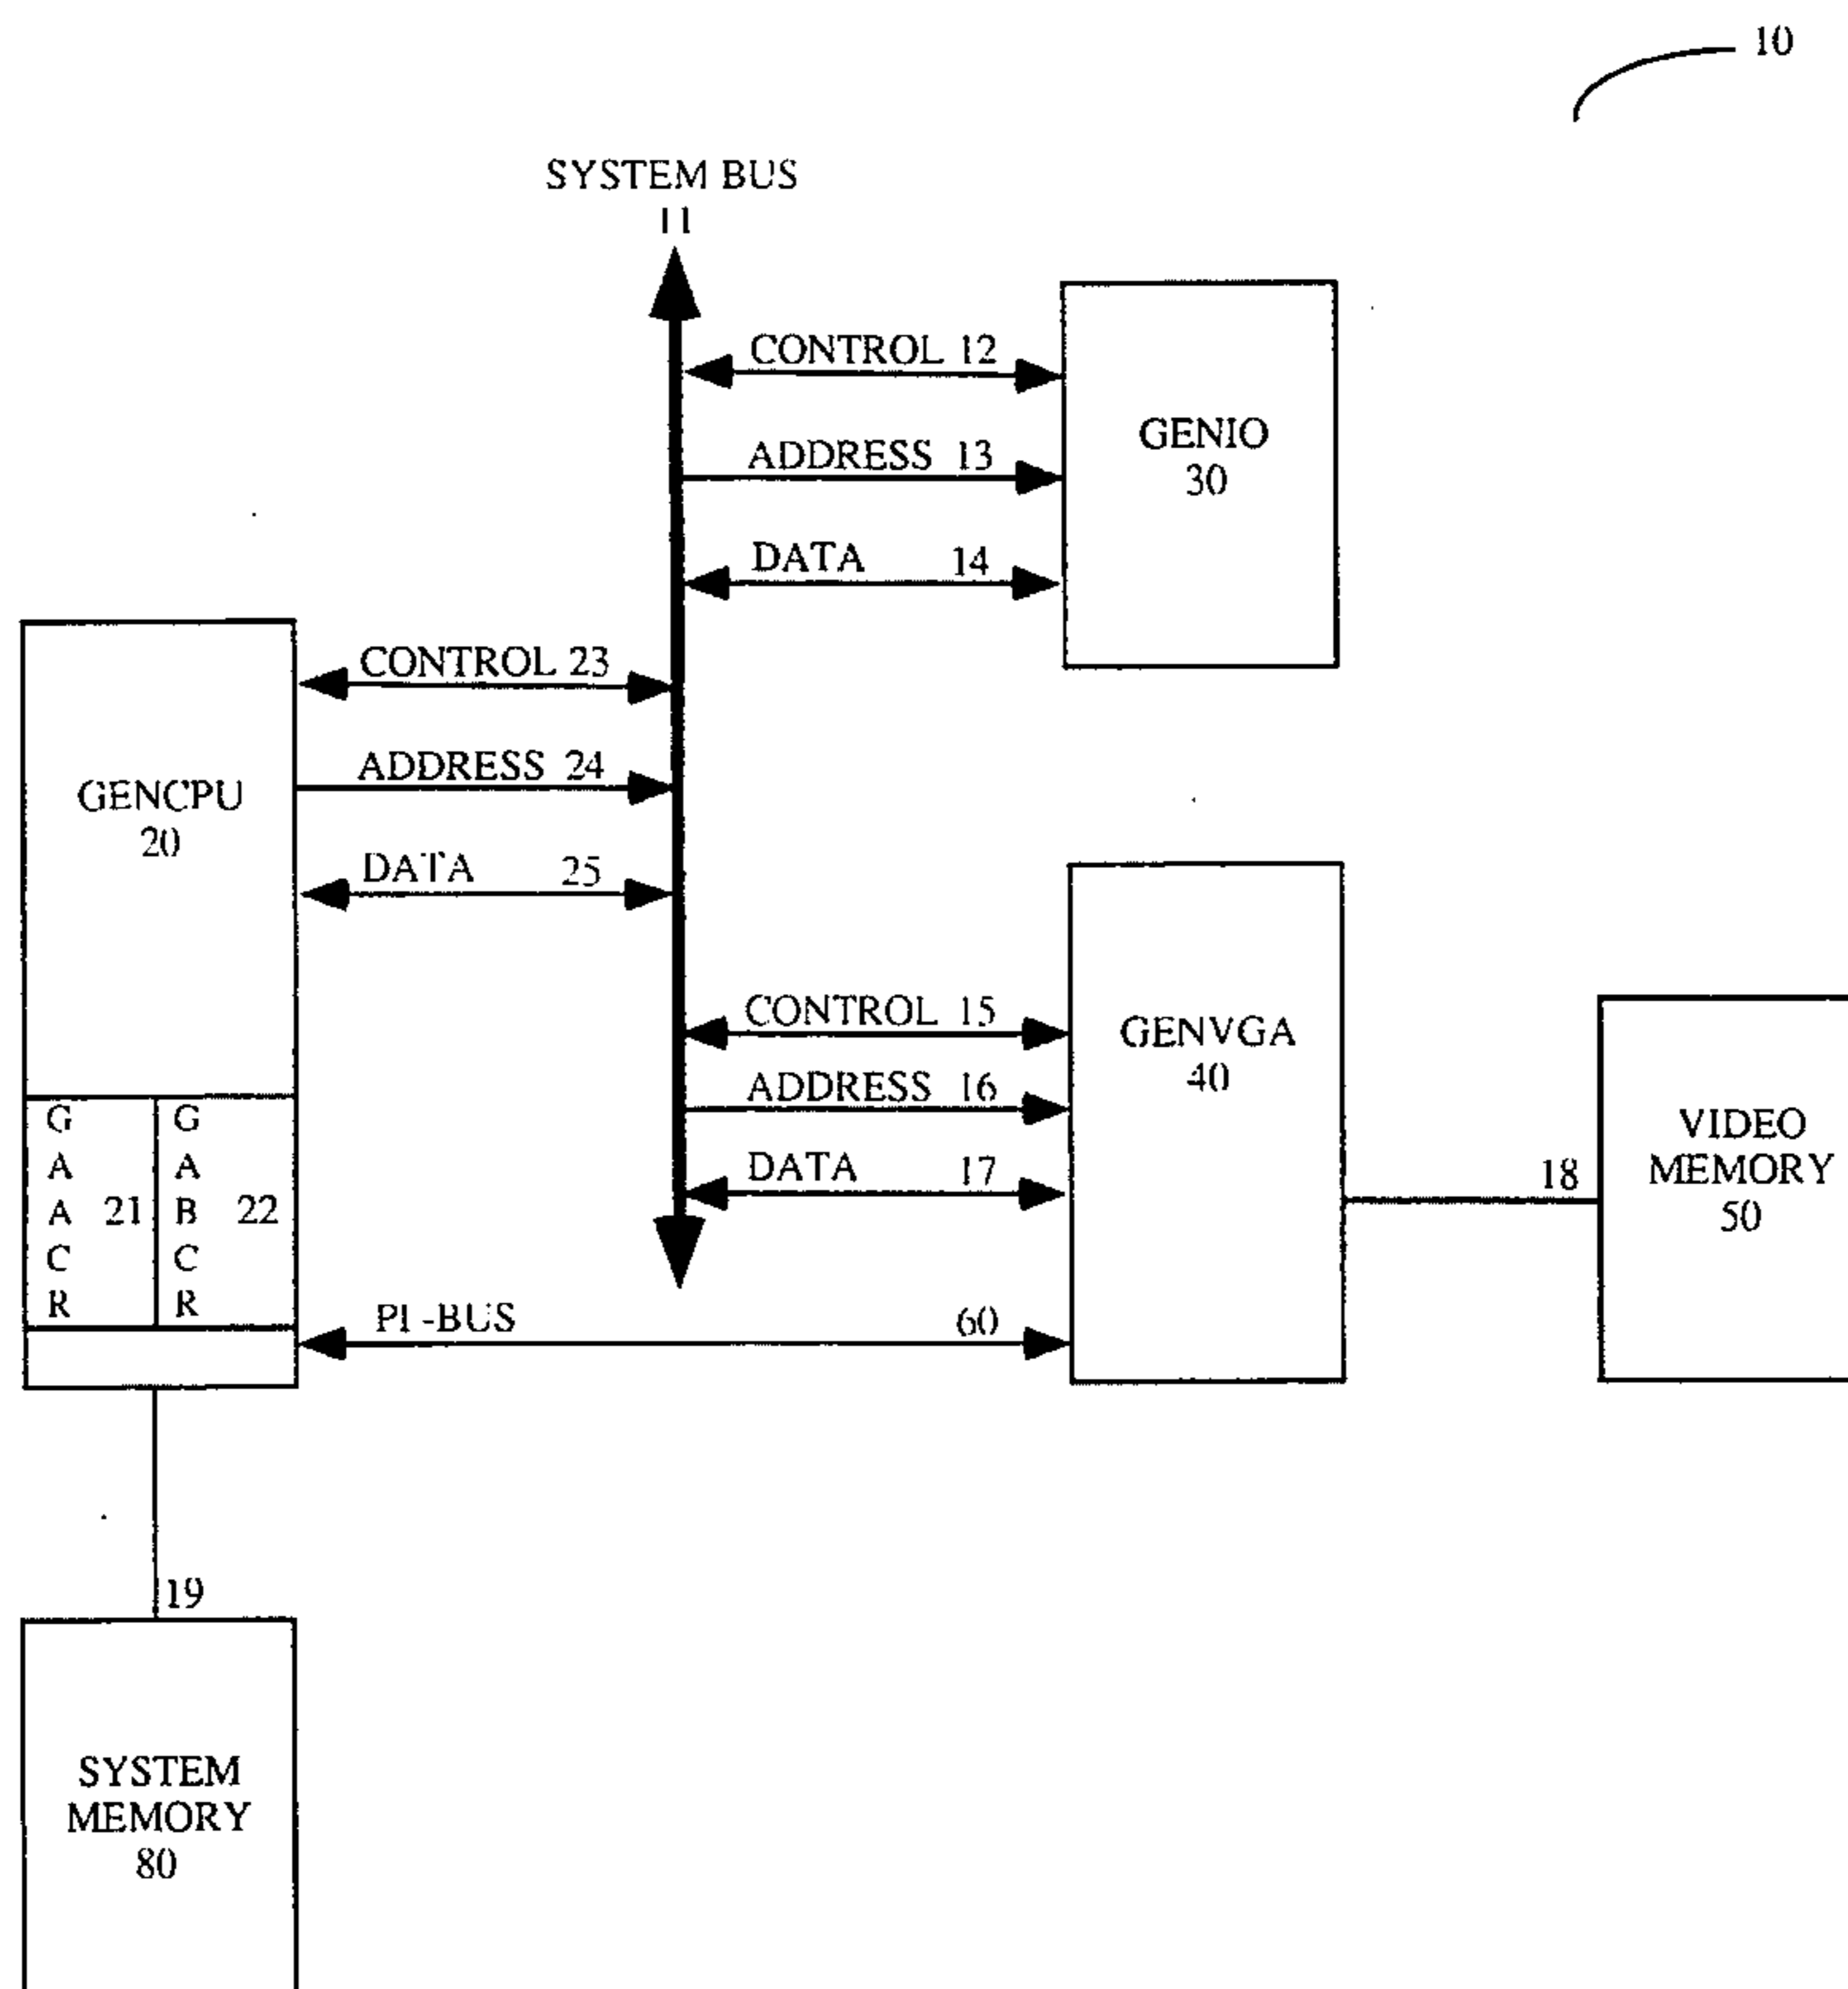 10
SYSTEM BUS
11
CONTROL 12
ADDRESS 13
DATA 14
GENIO
30
CONTROL 23
ADDRESS 24
DATA 25
GENCPU
20
CONTROL 15
ADDRESS 16
DATA 17
GENVGA
40
18
VIDEO
MEMORY
50
GAACR 21
GABCR 22
PI-BUS 60
19
SYSTEM
MEMORY
80